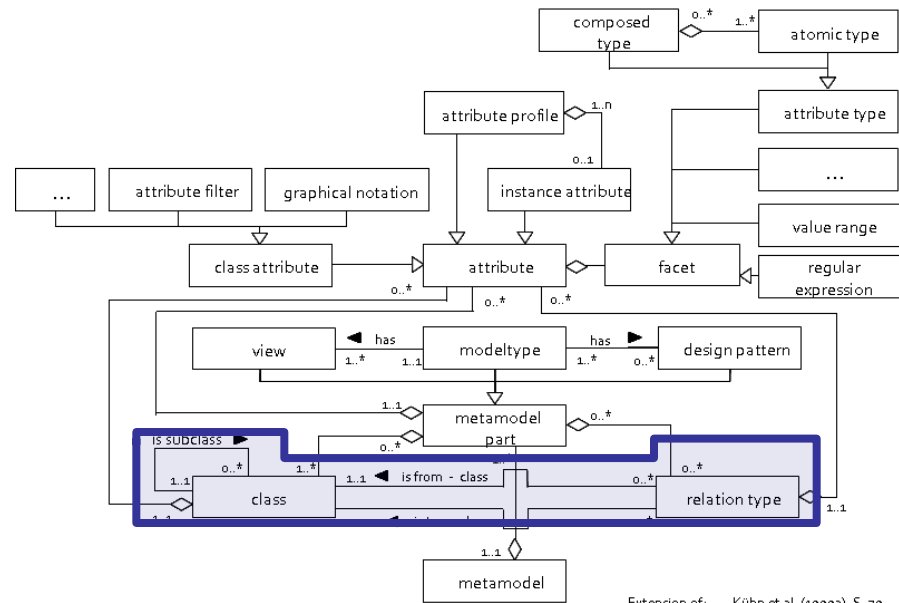 composed
type
0..*
1..*
atomic type
attribute profile
1..n
attribute type
0..1
...
attribute filter
graphical notation
instance attribute
...
value range
class attribute
attribute
facet
regular
expression
0..*
0..*
0..*
view
has
modeltype
has
design pattern
1..*
1..1
1..*
0..*
1..1
metamodel
part
0..*
is subclass
0..*
0..*
1..*
0..*
1..1
1..1
is from - class
0..*
class
relation type
1..1
1..1
metamodel
Extension of: